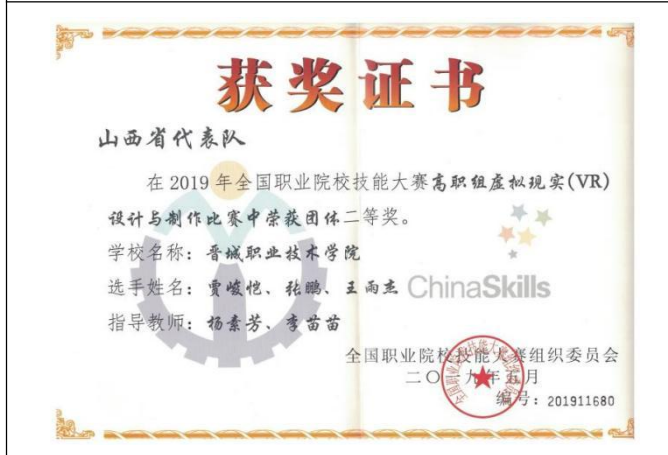 获奖证书
山西省代表队
在 2019 年全国职业院校技能大赛高职组虚拟现实(VR)
设计与制作比赛中荣获团体二等奖。
学校名称：晋城职业技术学院
ChinaSkills
选手姓名：贾峻恺、张鹏、王雨杰
指导教师：杨素芳、李苗苗
全国职业院校技能大赛组织委员会
二〇一九年五月
编号：201911680